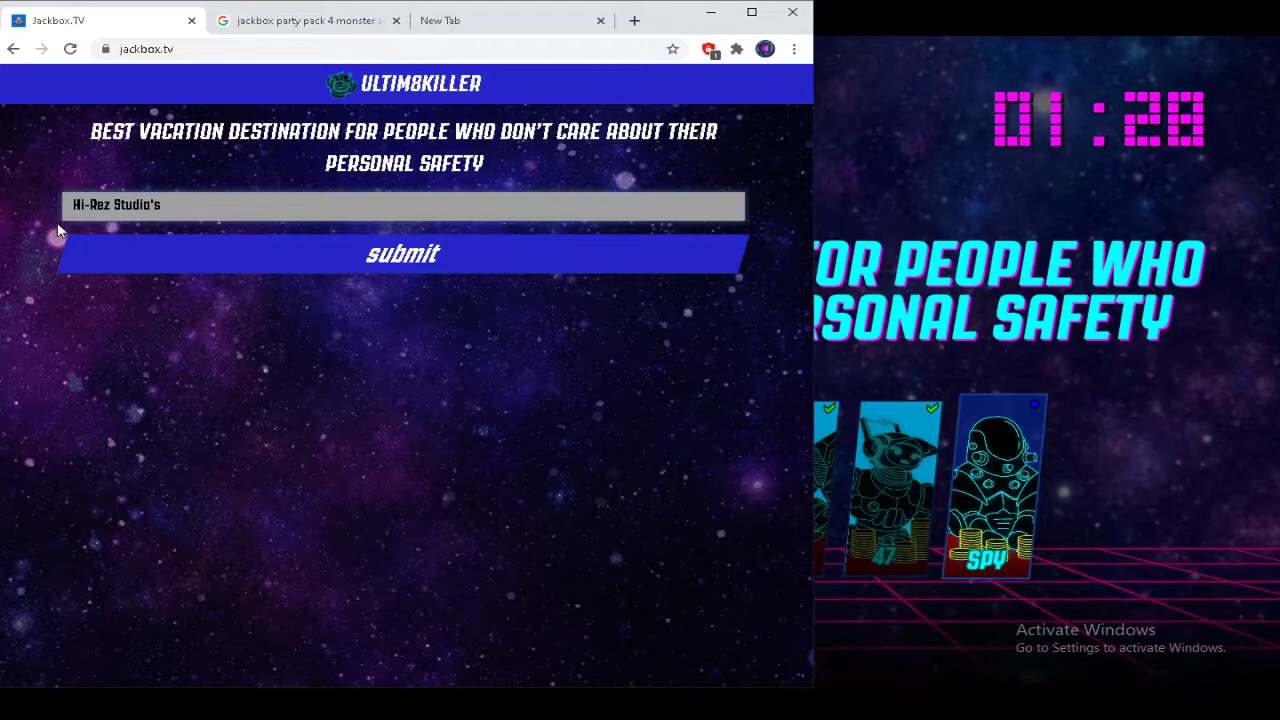 Jackbox.TV
jackbox party pack 4 monster s
New Tab
jackbox.tv
1
ULTIM8KILLER
BEST VACATION DESTINATION FOR PEOPLE WHO DON'T CARE ABOUT THEIR
PERSONAL SAFETY
Hi-Rez Studio's
submit
01:28
FOR PEOPLE WHO
RSONAL SAFETY
47
SPY
Activate Windows
Go to Settings to activate Windows.